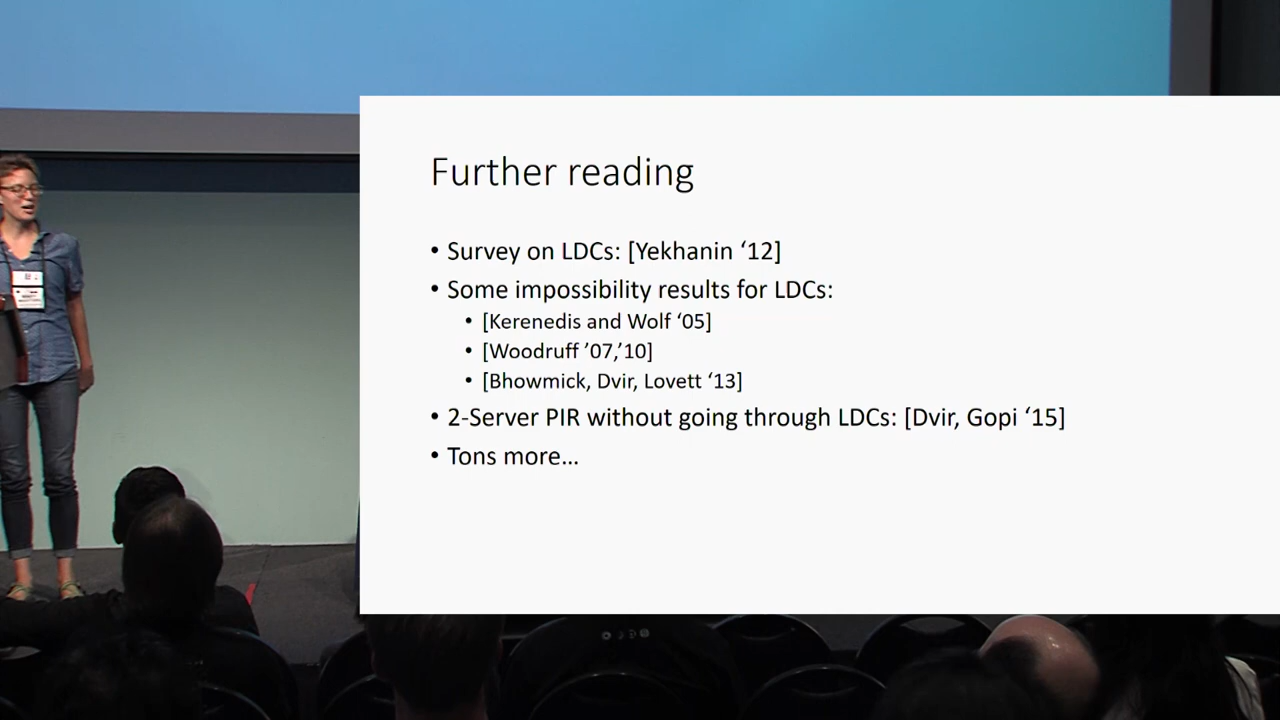 Further reading
• Survey on LDCs: [Yekhanin ‘12]
• Some impossibility results for LDCs:
• [Kerenedis and Wolf ‘05]
• [Woodruff ’07,’10]
• [Bhowmick, Dvir, Lovett ‘13]
• 2-Server PIR without going through LDCs: [Dvir, Gopi ‘15]
• Tons more…